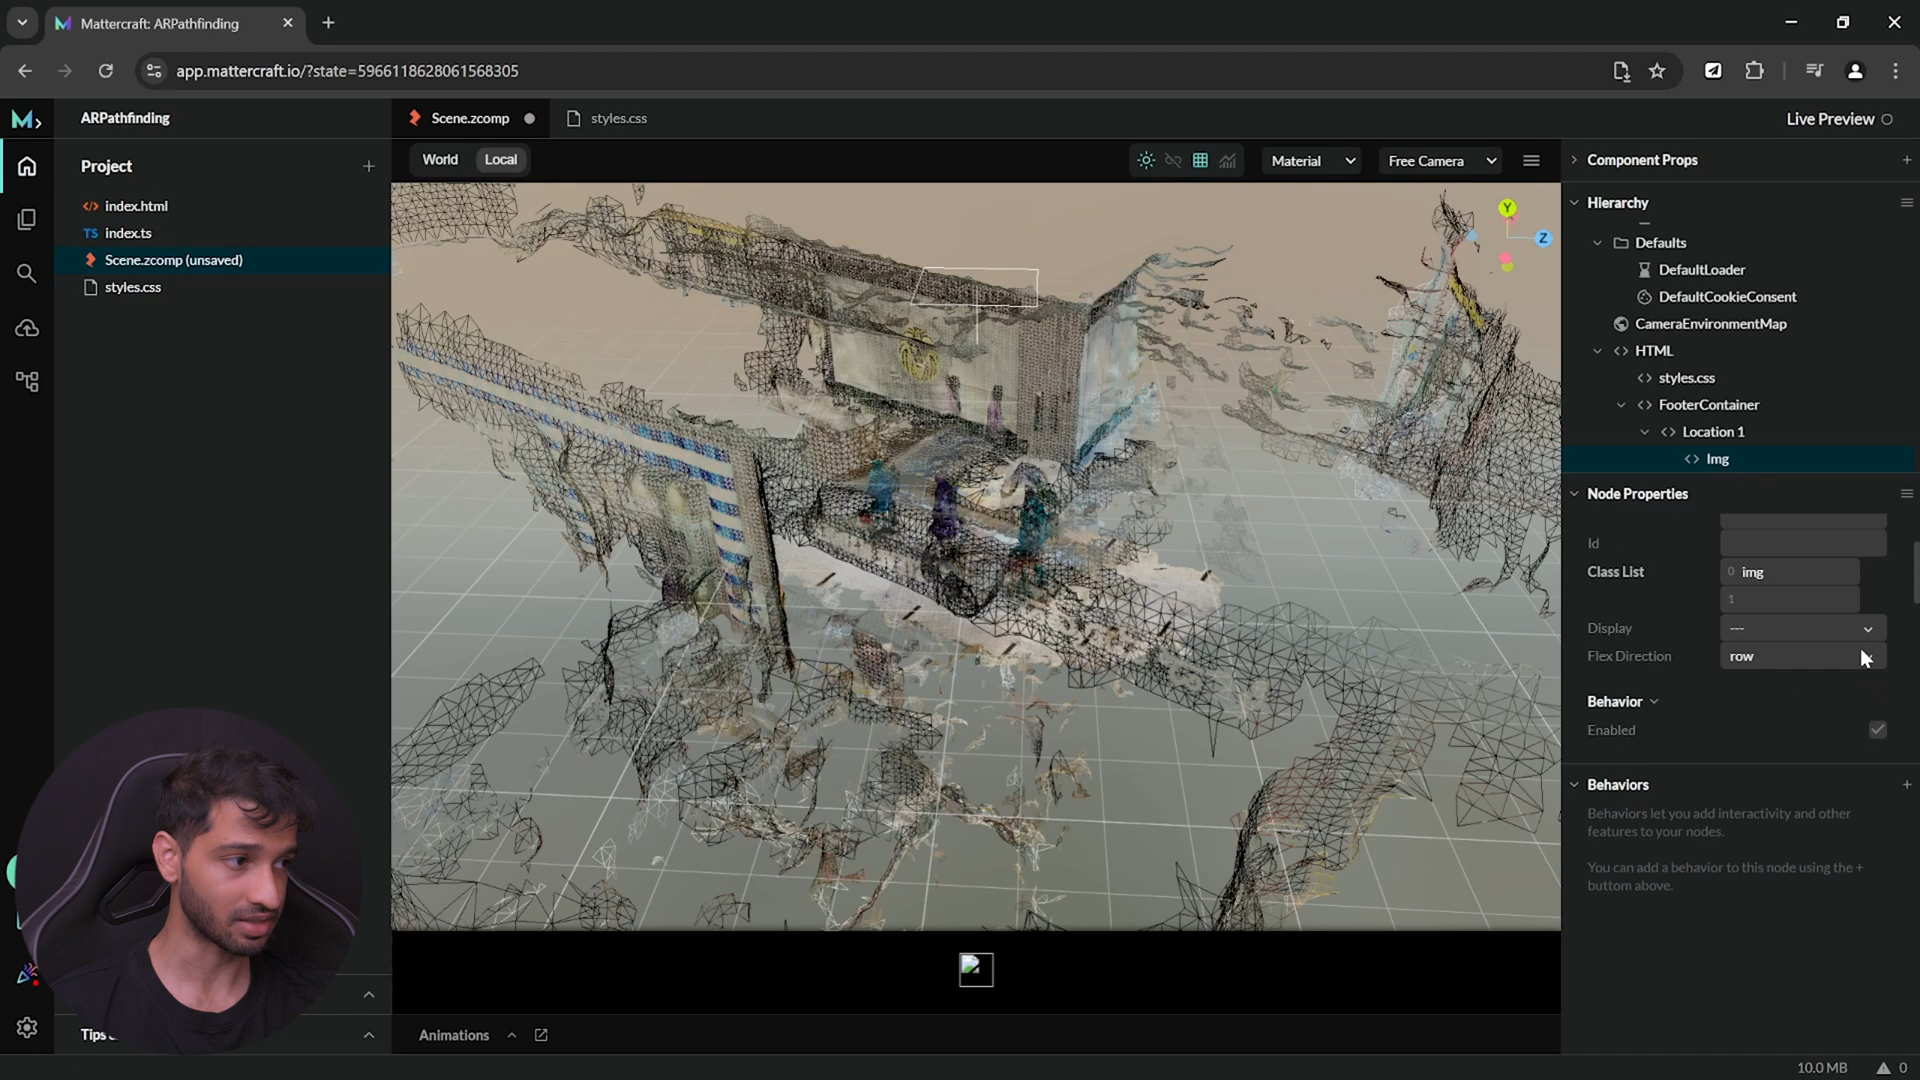 Mattercraft: ARPathfinding
app.mattercraft.io/?state=5966118628061568305
ARPathfinding
Scene.zcomp
styles.css
Live Preview
Project
World
Local
Material
Free Camera
Component Props
index.html
TS index.ts
Scene.zcomp (unsaved)
styles.css
Y
Z
Hierarchy
Defaults
DefaultLoader
DefaultCookieConsent
CameraEnvironmentMap
HTML
styles.css
FooterContainer
Location 1
Img
Node Properties
Id
Class List
0 img
1
Display
---
Flex Direction
row
Behavior
Enabled
Behaviors
Behaviors let you add interactivity and other
features to your nodes.
You can add a behavior to this node using the +
buttom above.
Animations
10.0 MB
0